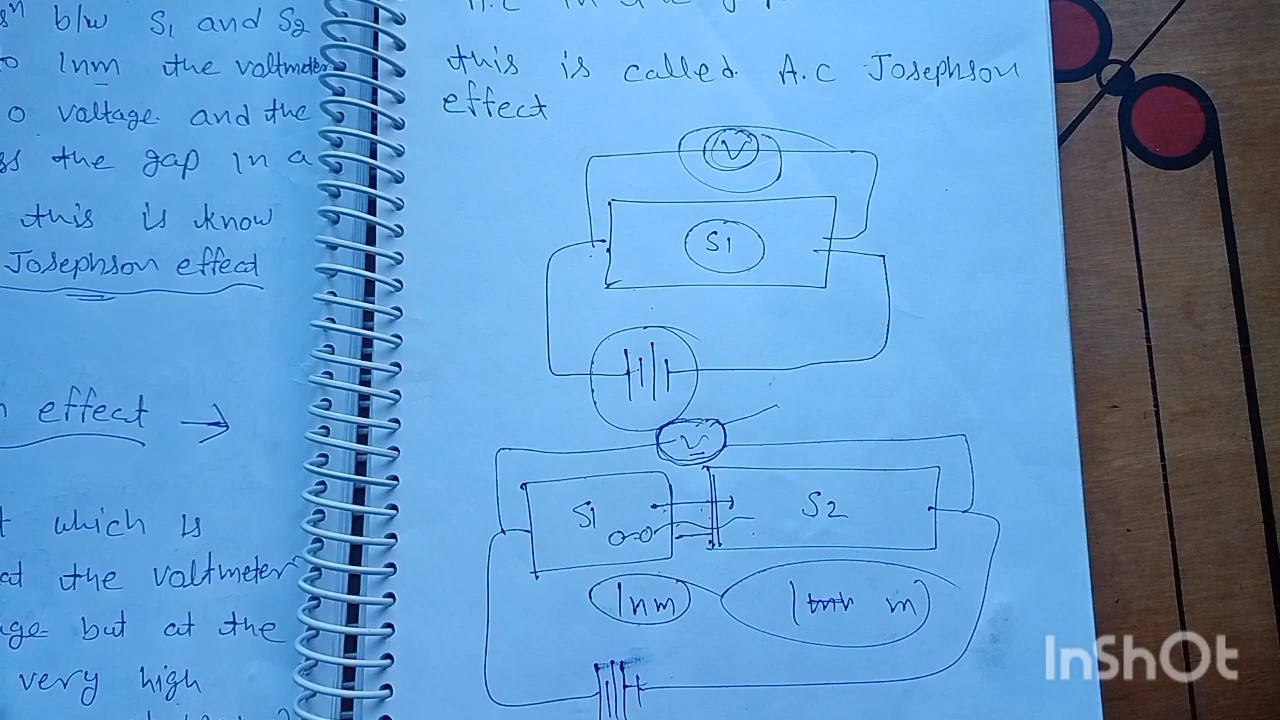 b/w S1 and S2
1nm the voltmeter
0 voltage and the
the gap in a
this is know
Josephson effect
effect →
which is
the voltmeter
but at the
very high
this is called A.C Josephson
effect
V
S1
V
S1 S2
1nm m
InShOt